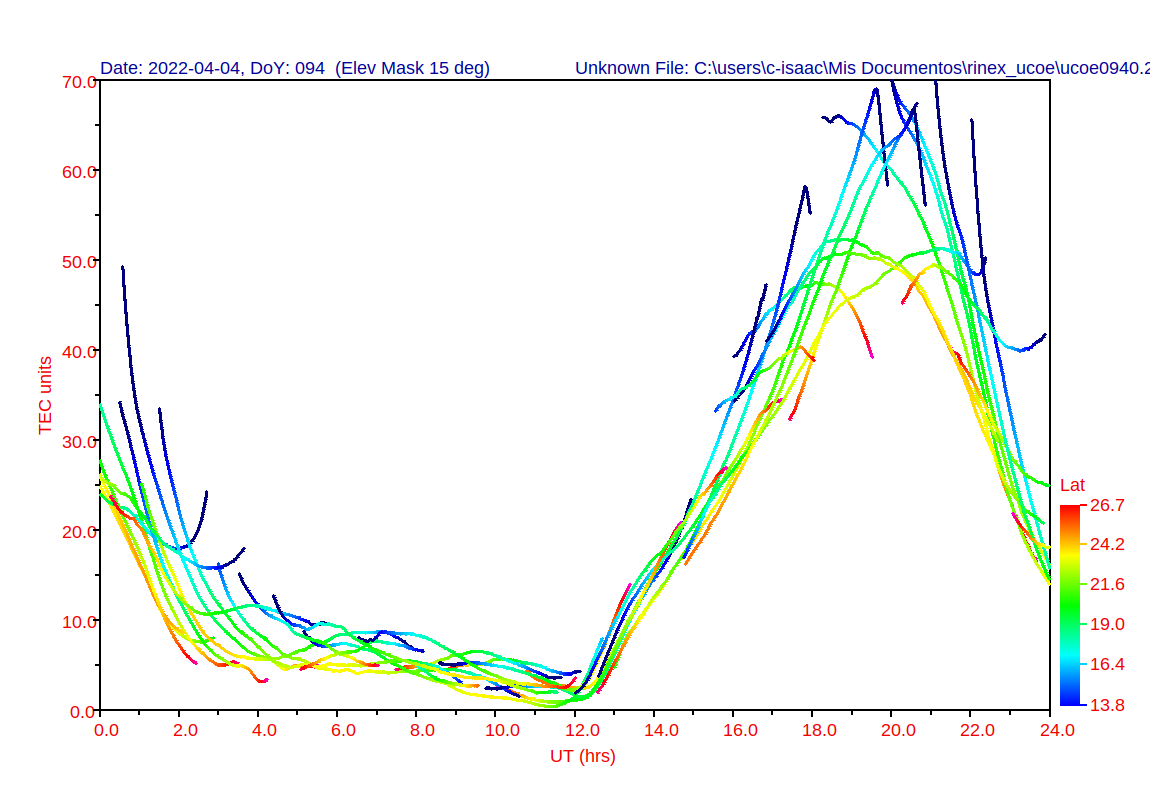 Date: 2022-04-04, DoY: 094 (Elev Mask 15 deg) Unknown File: C:\users\c-isaac\Mis Documentos\rinex_ucoe\ucoe0940.2
70.0
60.0
50.0
40.0
30.0
20.0
10.0
0.0
TEC units
0.0 2.0 4.0 6.0 8.0 10.0 12.0 14.0 16.0 18.0 20.0 22.0 24.0
UT (hrs)
Lat
26.7
24.2
21.6
19.0
16.4
13.8